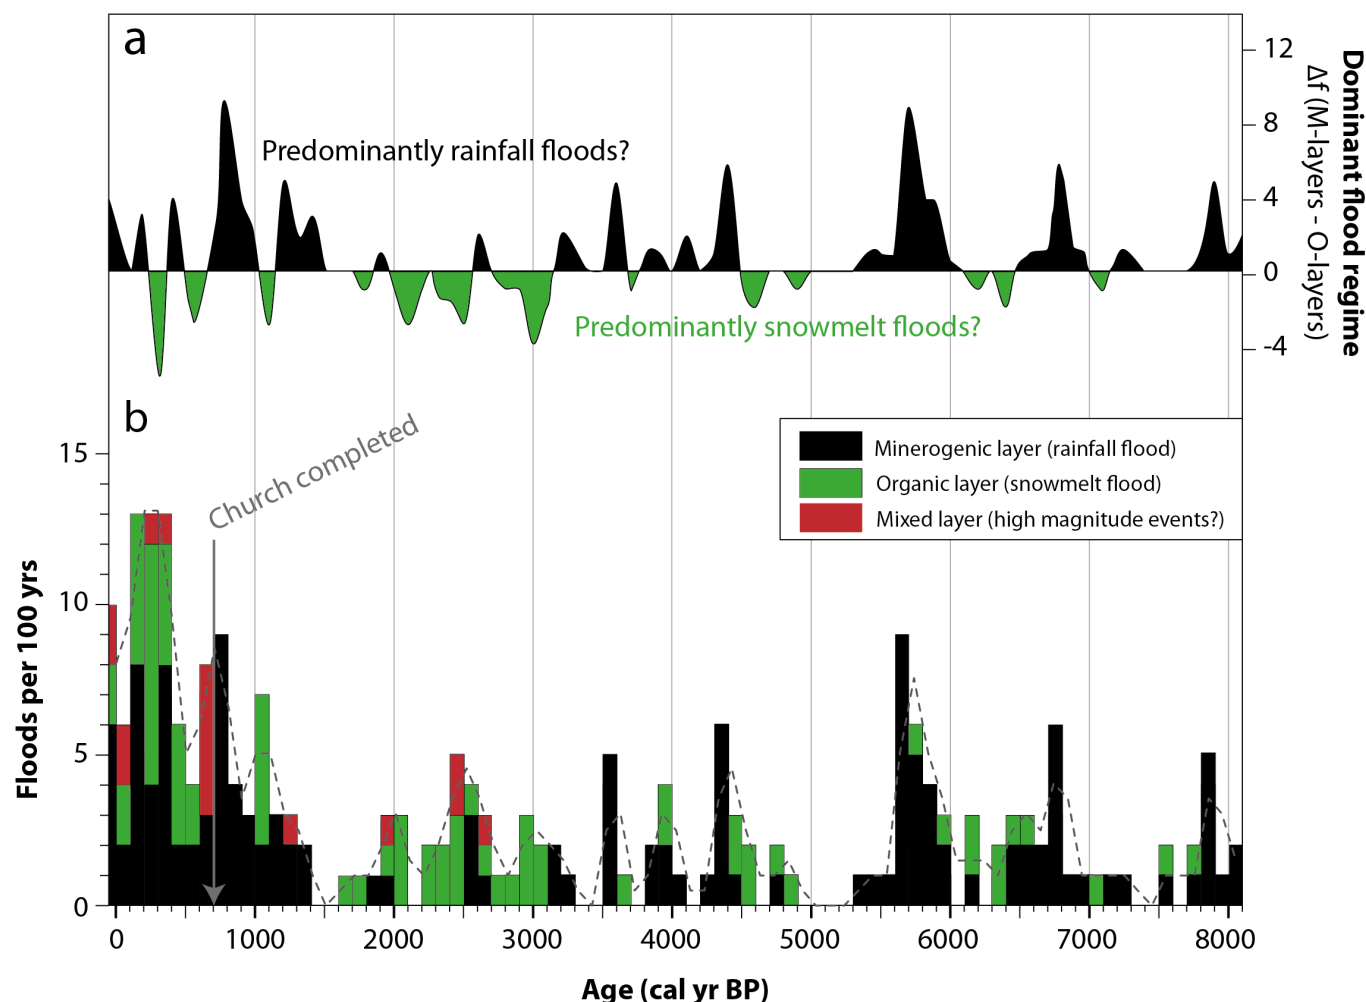 a
12
8
4
0
-4
Dominant flood regime
Δf (M-layers - O-layers)
Predominantly rainfall floods?
Predominantly snowmelt floods?
b
Church completed
Minerogenic layer (rainfall flood)
Organic layer (snowmelt flood)
Mixed layer (high magnitude events?)
15
10
5
0
Floods per 100 yrs
0 1000 2000 3000 4000 5000 6000 7000 8000
Age (cal yr BP)